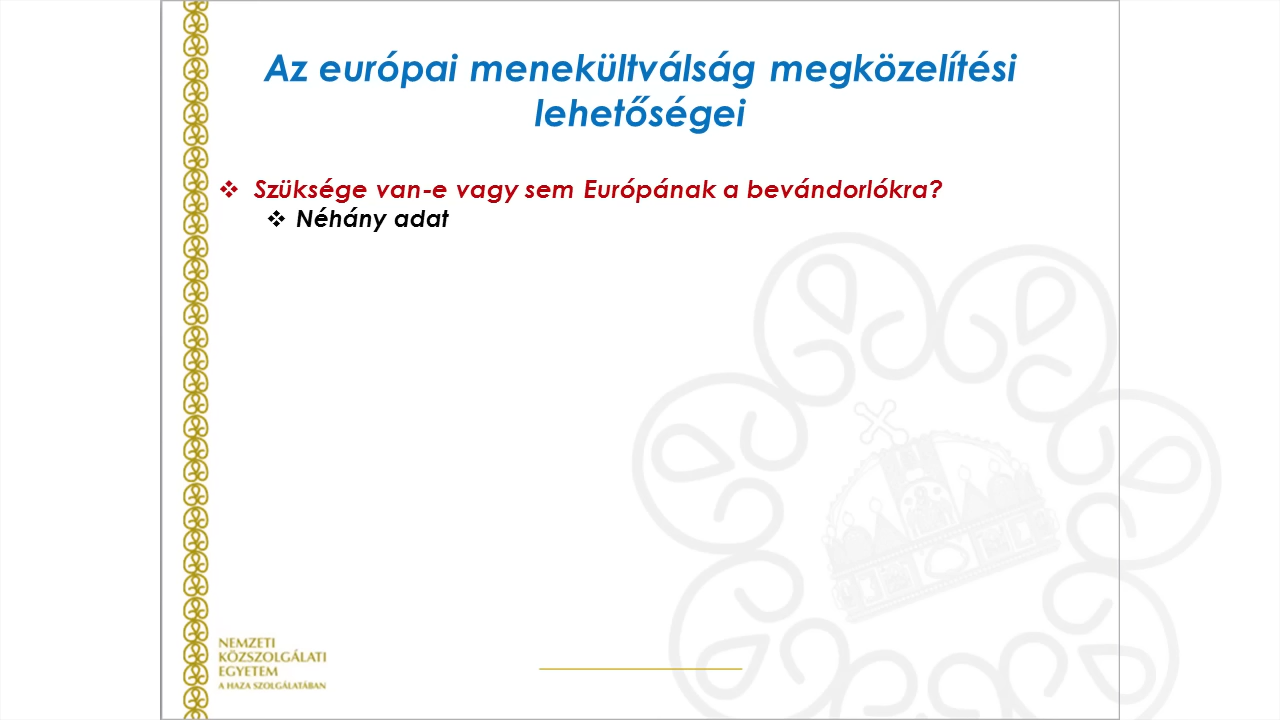 Az európai menekültválság megközelítési
lehetőségei
Szüksége van-e vagy sem Európának a bevándorlókra?
Néhány adat
NEMZETI
KÖZSZOLGÁLATI
EGYETEM
A HAZA SZOLGÁLATÁBAN